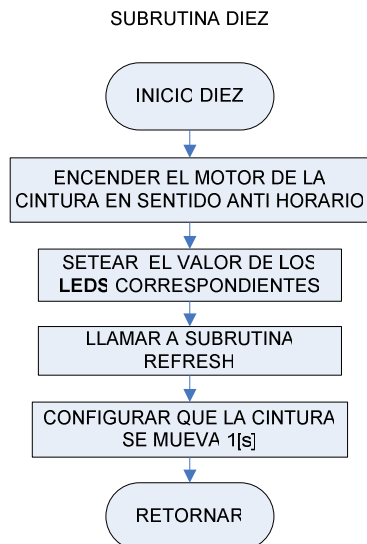 SUBRUTINA DIEZ
INICIO DIEZ
ENCENDER EL MOTOR DE LA
CINTURA EN SENTIDO ANTI HORARIO
SETEAR EL VALOR DE LOS
LEDS CORRESPONDIENTES
LLAMAR A SUBRUTINA
REFRESH
CONFIGURAR QUE LA CINTURA
SE MUEVA 1[s]
RETORNAR